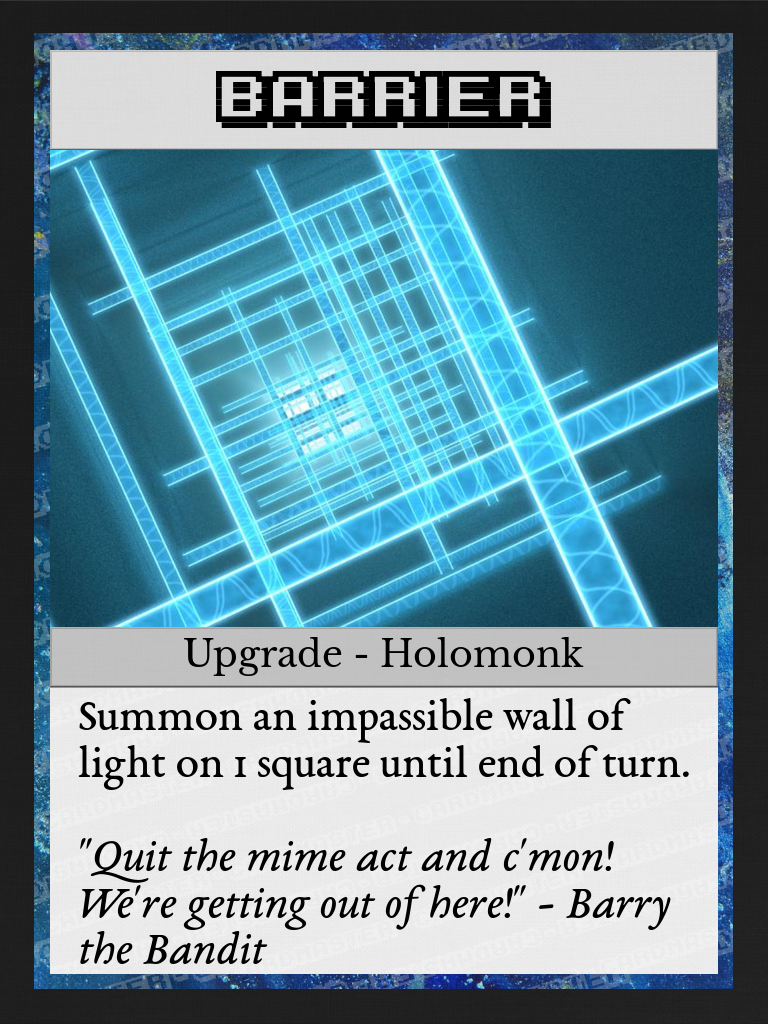 BARRIER
Upgrade - Holomonk
Summon an impassible wall of
light on 1 square until end of turn.
"Quit the mime act and c'mon!
We're getting out of here!" - Barry
the Bandit